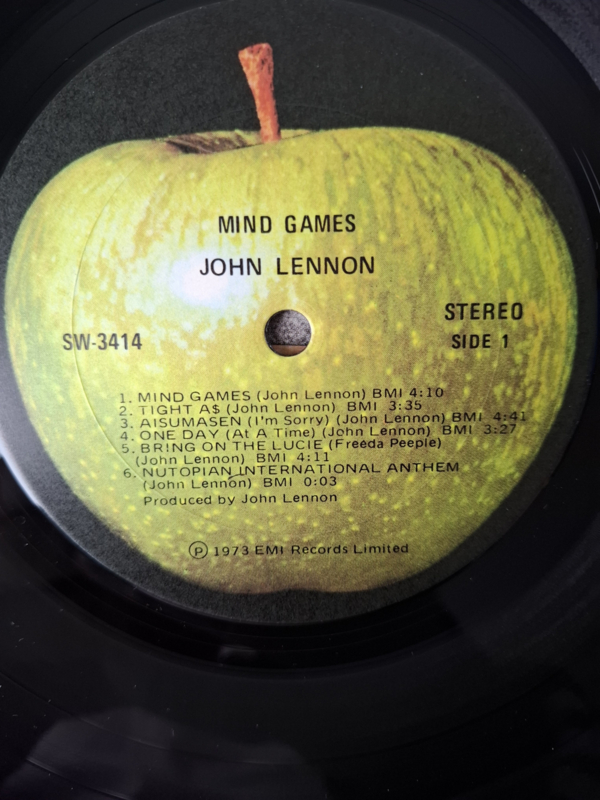 MIND GAMES
JOHN LENNON
STEREO
SW-3414
SIDE 1
1. MIND GAMES (John Lennon) BMI 4:10
2. TIGHT A$ (John Lennon) BMI 3:35
3. AISUMASEN (I'm Sorry) (John Lennon) BMI 4:41
4. ONE DAY (At A Time) (John Lennon) BMI 3:27
5. BRING ON THE LUCIE (Freeda Peeple)
(John Lennon) BMI 4:11
6. NUTOPIAN INTERNATIONAL ANTHEM
(John Lennon) BMI 0:03
Produced by John Lennon
Ⓟ 1973 EMI Records Limited